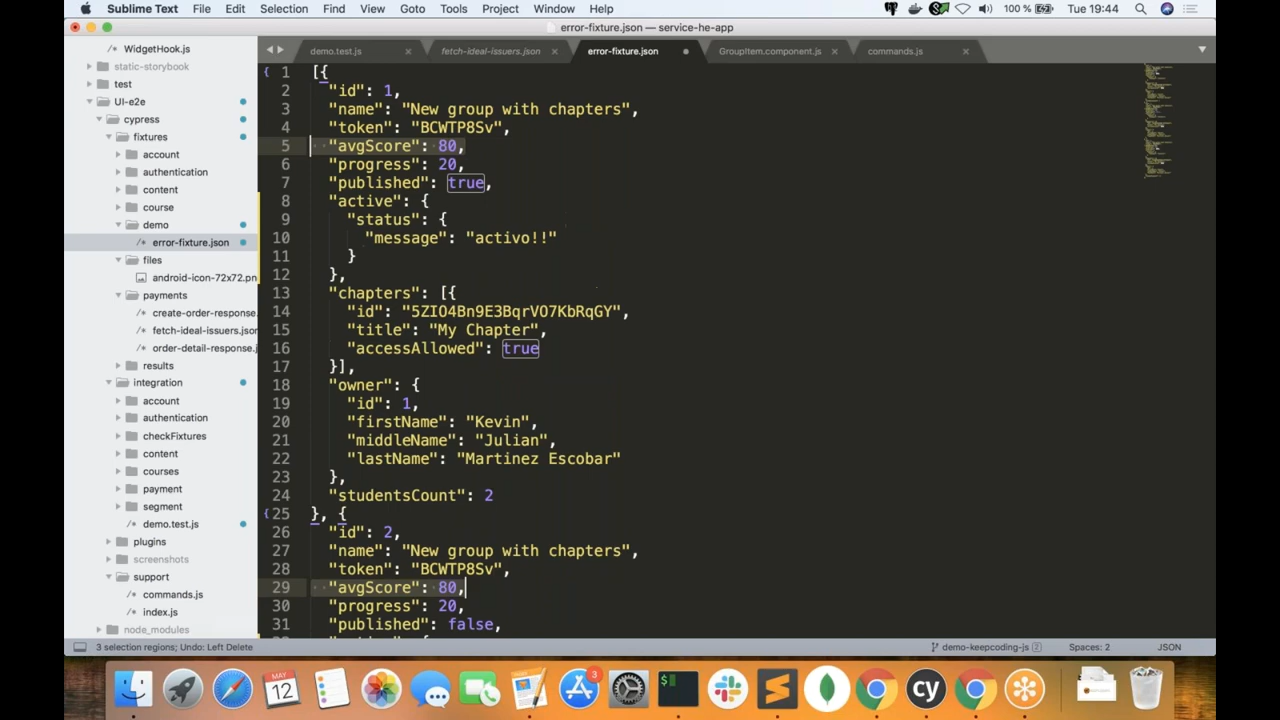 Sublime Text File Edit Selection Find View Goto Tools Project Window Help 100 % Tue 19:44
error-fixture.json — service-he-app
WidgetHook.js
static-storybook
test
UI-e2e
cypress
fixtures
account
authentication
content
course
demo
error-fixture.json
files
android-icon-72x72.pn
payments
create-order-response.
fetch-ideal-issuers.json
order-detail-response.j
results
integration
account
authentication
checkFixtures
content
courses
payment
segment
demo.test.js
plugins
screenshots
support
commands.js
index.js
node_modules
demo.test.js fetch-ideal-issuers.json error-fixture.json GroupItem.component.js commands.js
1 [{
2 "id": 1,
3 "name": "New group with chapters",
4 "token": "BCWTP8Sv",
5 "avgScore": 80,
6 "progress": 20,
7 "published": true,
8 "active": {
9 "status": {
10 "message": "activo!!"
11 }
12 },
13 "chapters": [{
14 "id": "5ZIO4Bn9E3BqrVO7KbRqGY",
15 "title": "My Chapter",
16 "accessAllowed": true
17 }],
18 "owner": {
19 "id": 1,
20 "firstName": "Kevin",
21 "middleName": "Julian",
22 "lastName": "Martinez Escobar"
23 },
24 "studentsCount": 2
25 }, {
26 "id": 2,
27 "name": "New group with chapters",
28 "token": "BCWTP8Sv",
29 "avgScore": 80,
30 "progress": 20,
31 "published": false,
3 selection regions; Undo: Left Delete demo-keepcoding-js 2 Spaces: 2 JSON
MAY
12
3
$
cy